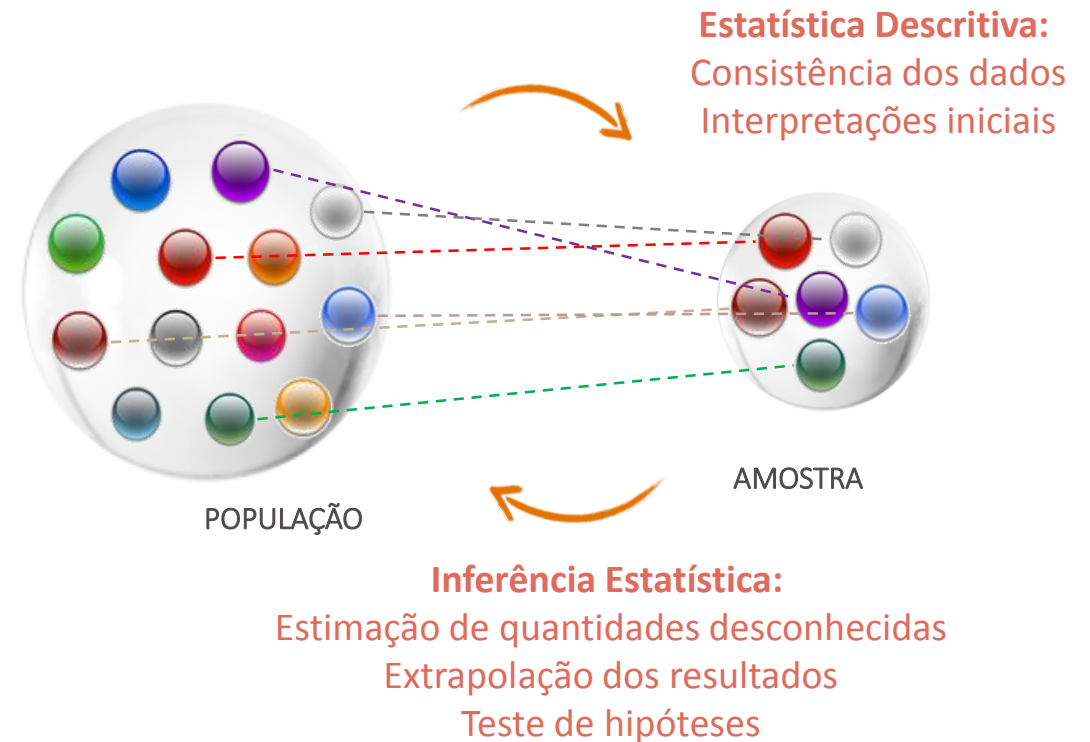 Estatística Descritiva:
Consistência dos dados
Interpretações iniciais
AMOSTRA
POPULAÇÃO
Inferência Estatística:
Estimação de quantidades desconhecidas
Extrapolação dos resultados
Teste de hipóteses